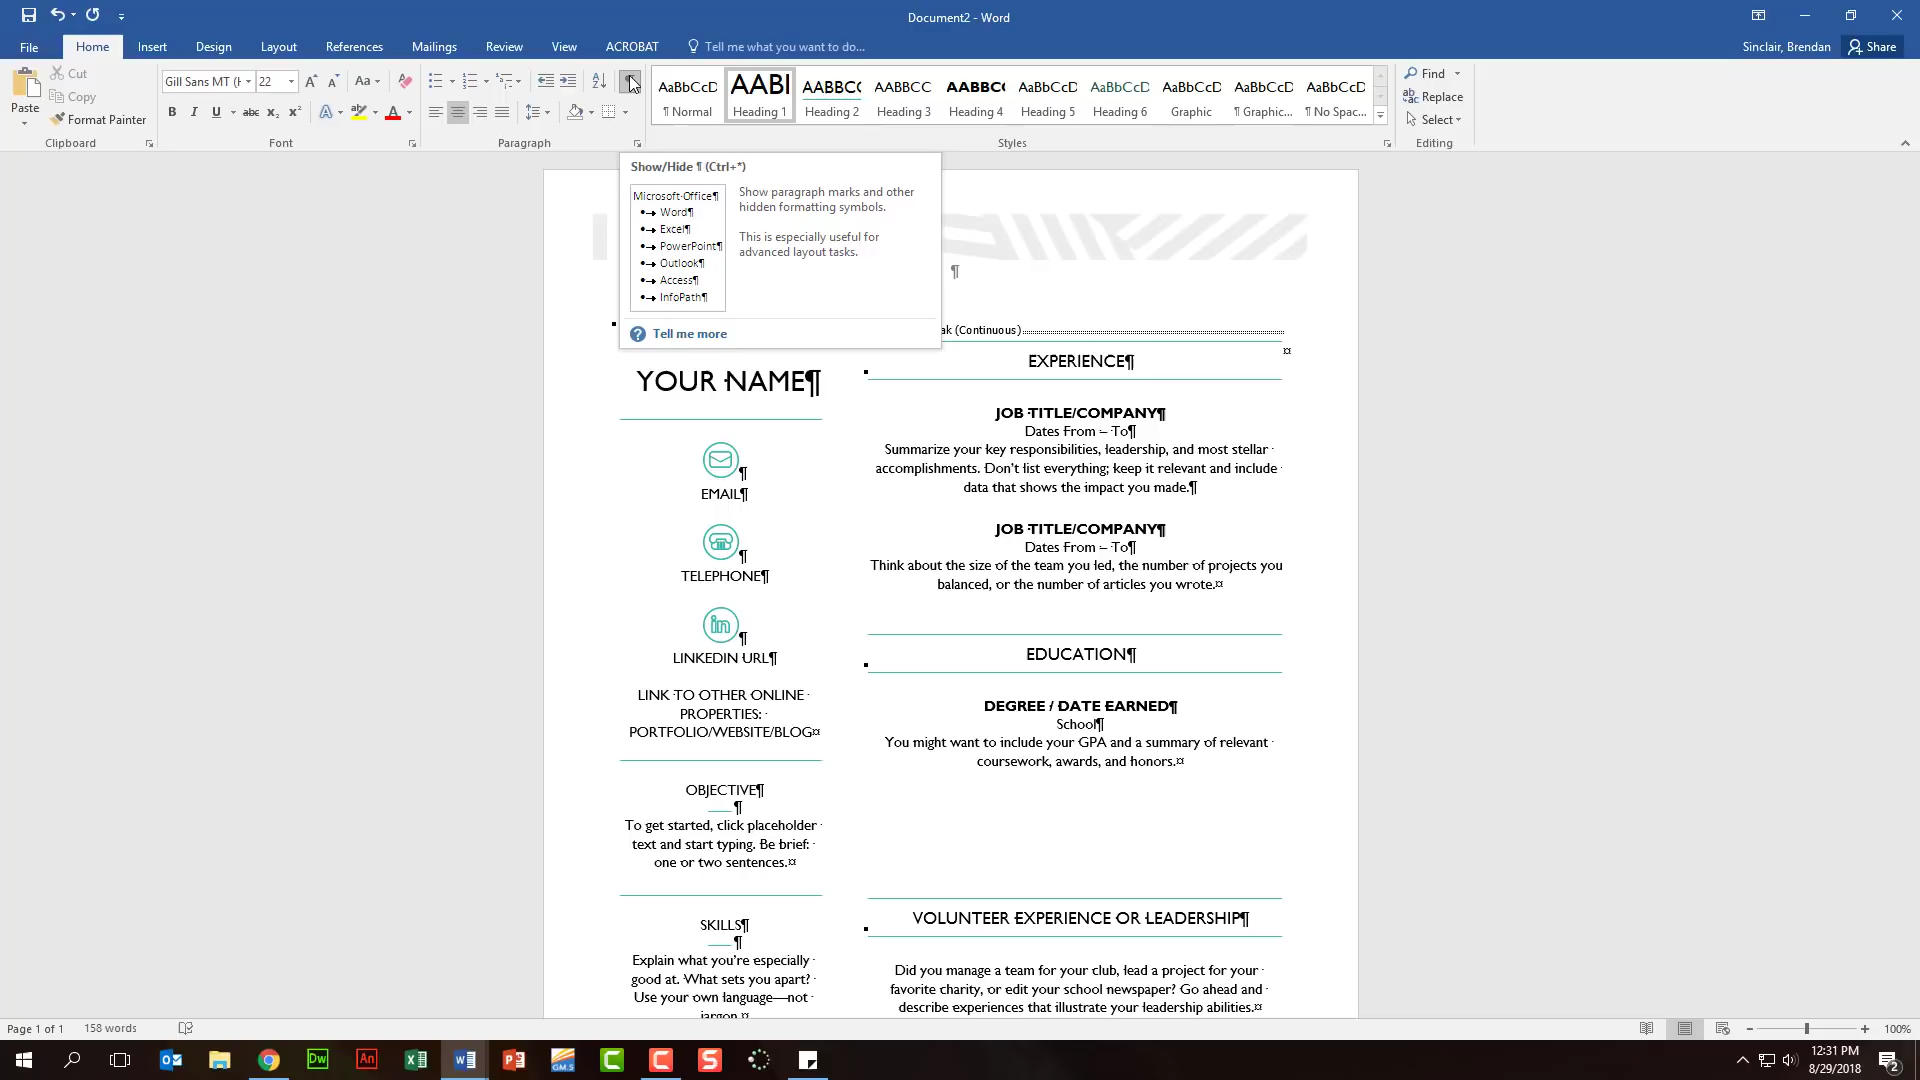 Document2 - Word
File Home Insert Design Layout References Mailings Review View ACROBAT Tell me what you want to do... Sinclair, Brendan Share
Paste
Cut
Copy
Format Painter
Clipboard
Gill Sans MT (H 22 Aa
B I U abc X₂ X² A A
Font
Paragraph
AaBbCcD AABI AABBCC AABBCC AABBCC AaBbCcD AaBbCcD AaBbCcD AaBbCcD AaBbCcD
¶ Normal Heading 1 Heading 2 Heading 3 Heading 4 Heading 5 Heading 6 Graphic ¶ Graphic... ¶ No Spac...
Styles
Find
Replace
Select
Editing
Show/Hide ¶ (Ctrl+*)
Microsoft·Office¶
•→ Word¶
•→ Excel¶
•→ PowerPoint¶
•→ Outlook¶
•→ Access¶
•→ InfoPath¶
Show paragraph marks and other
hidden formatting symbols.
This is especially useful for
advanced layout tasks.
? Tell me more
¶
(Continuous)
YOUR·NAME¶
¶
EMAIL¶
¶
TELEPHONE¶
¶
LINKEDIN·URL¶
LINK·TO·OTHER·ONLINE·
PROPERTIES:·
PORTFOLIO/WEBSITE/BLOG¤
OBJECTIVE¶
¶
To get started, click placeholder·
text and start typing. Be brief:·
one or two sentences.¤
SKILLS¶
¶
Explain what you’re especially·
good at. What sets you apart?·
Use your own language—not·
jargon.¤
EXPERIENCE¶
¤
JOB·TITLE/COMPANY¶
Dates From·–·To¶
Summarize your key responsibilities, leadership, and most stellar·
accomplishments. Don’t list everything; keep it relevant and include·
data that shows the impact you made.¶
JOB·TITLE/COMPANY¶
Dates From·–·To¶
Think about the size of the team you led, the number of projects you
balanced, or the number of articles you wrote.¤
EDUCATION¶
DEGREE·/·DATE·EARNED¶
School¶
You might want to include your GPA and a summary of relevant·
coursework, awards, and honors.¤
VOLUNTEER·EXPERIENCE·OR·LEADERSHIP¶
Did you manage a team for your club, lead a project for your·
favorite charity, or edit your school newspaper? Go ahead and·
describe experiences that illustrate your leadership abilities.¤
Page 1 of 1 158 words 100%
12:31 PM
8/29/2018
2